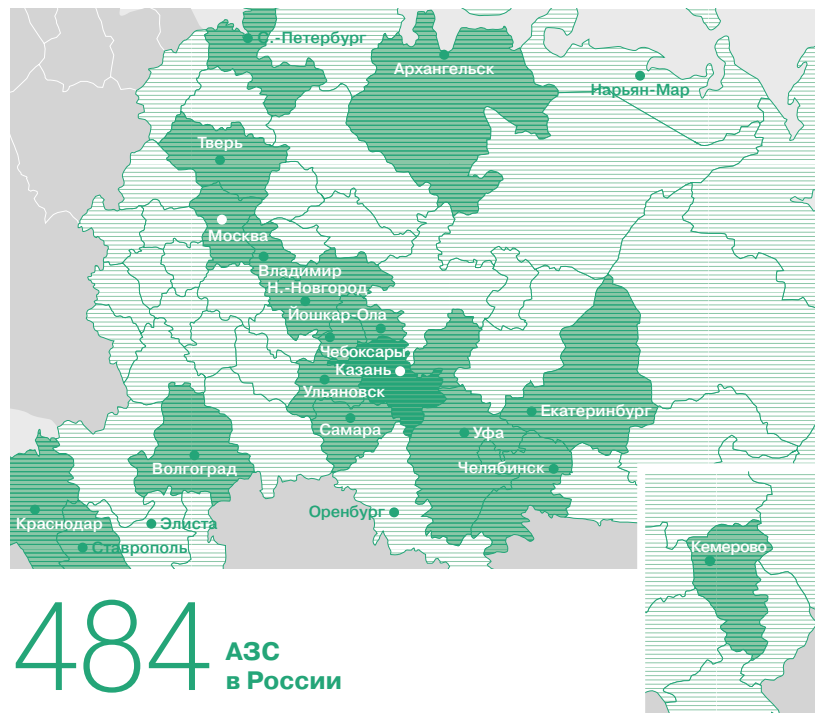 С.-Петербург
Архангельск
Нарьян-Мар
Тверь
Москва
Владимир
Н.-Новгород
Йошкар-Ола
Чебоксары
Казань
Ульяновск
Самара
Екатеринбург
Уфа
Челябинск
Волгоград
Оренбург
Краснодар
Элиста
Ставрополь
Кемерово
484 АЗС
в России